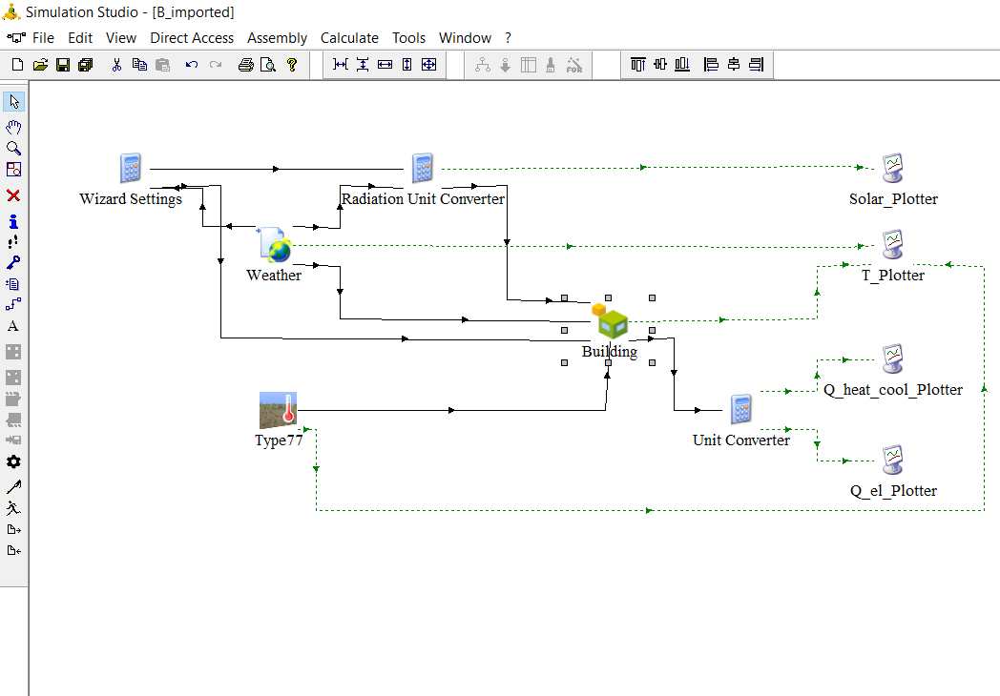 Simulation Studio - [B_imported]
File Edit View Direct Access Assembly Calculate Tools Window ?
FOR
A
Wizard Settings
Radiation Unit Converter
Solar_Plotter
Weather
T_Plotter
Building
Q_heat_cool_Plotter
Type77
Unit Converter
Q_el_Plotter